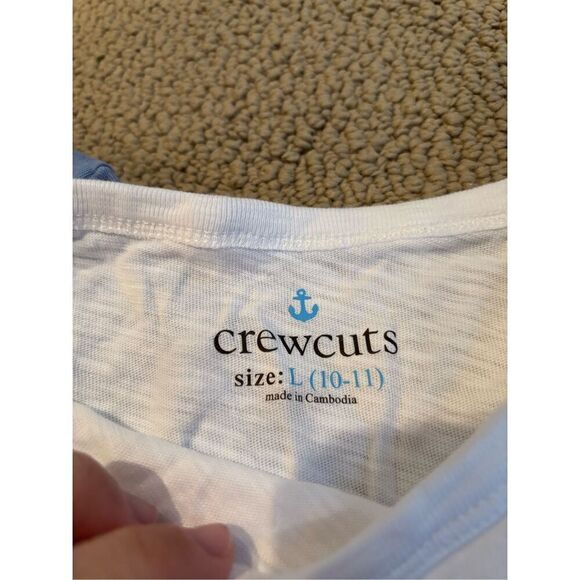 crewcuts
size: L (10-11)
made in Cambodia